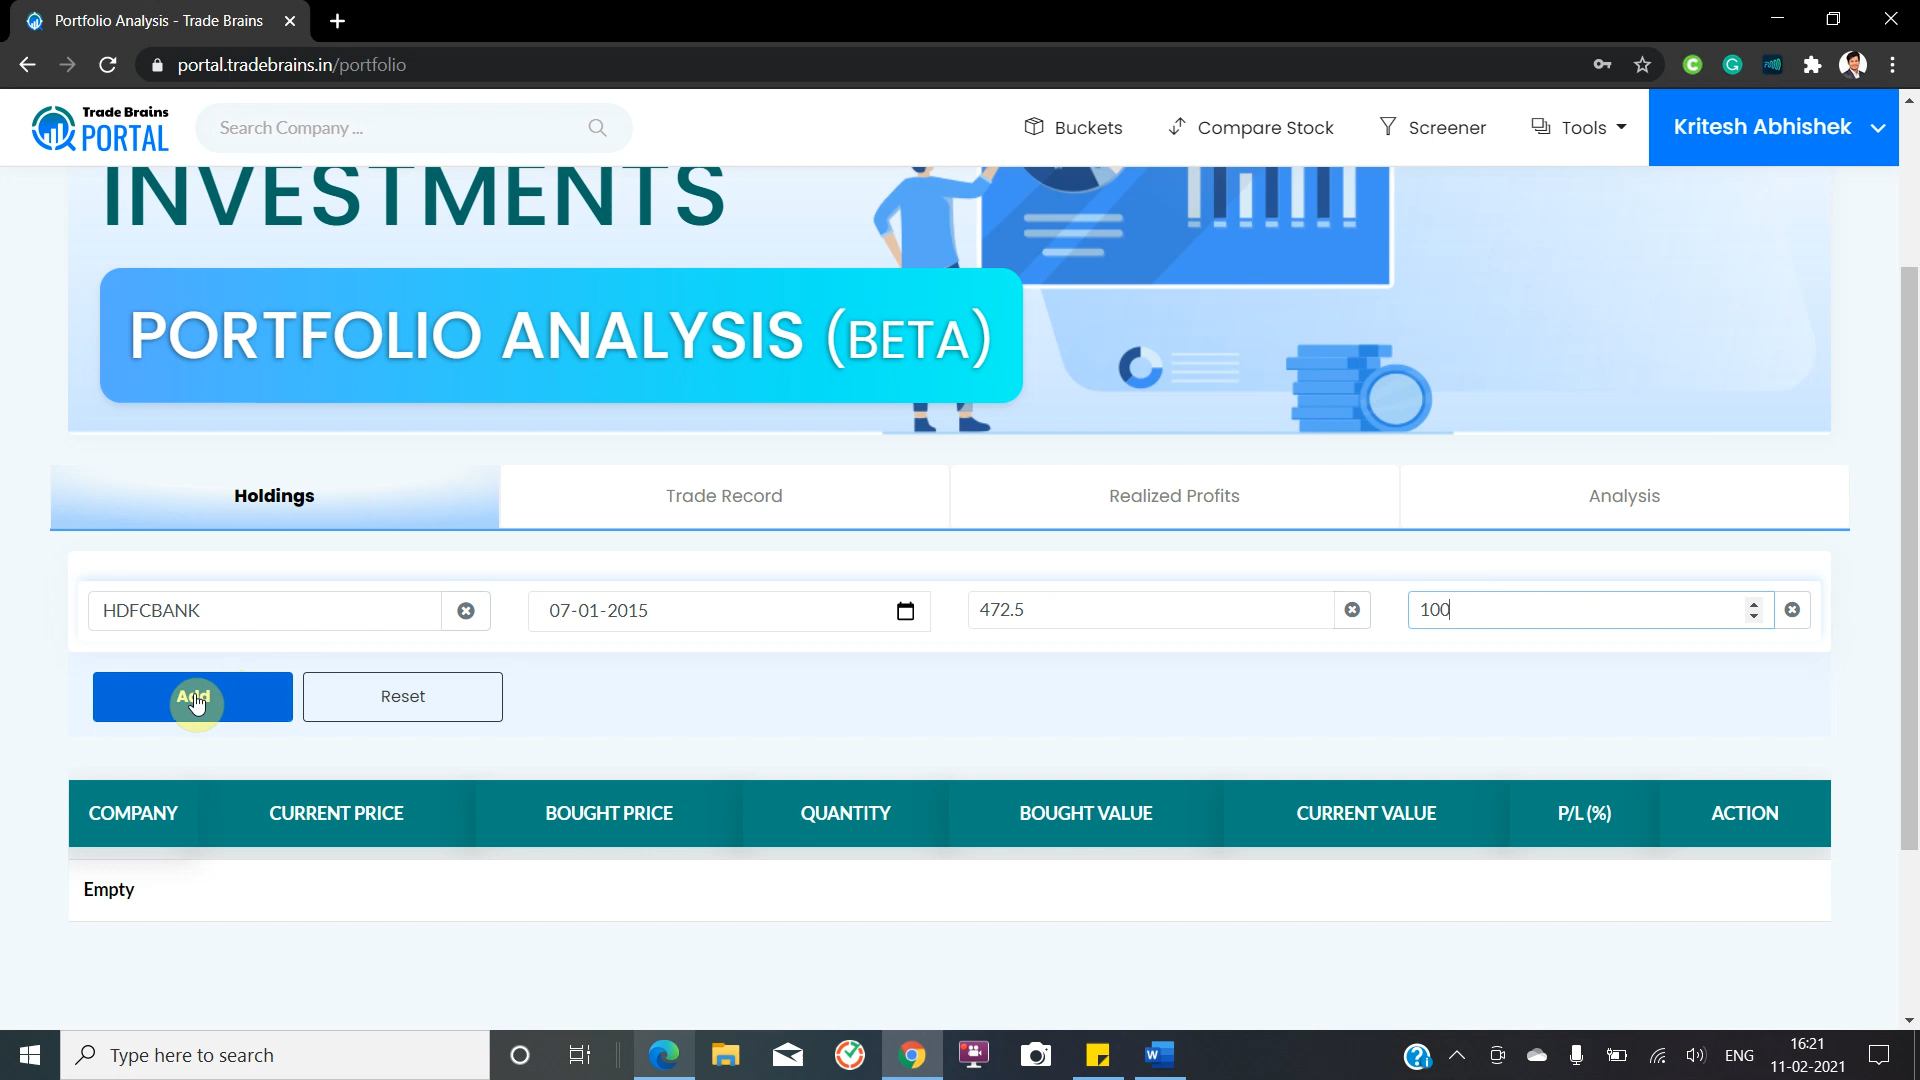 Portfolio Analysis - Trade Brains
portal.tradebrains.in/portfolio
Trade Brains
PORTAL
Search Company ...
Buckets
Compare Stock
Screener
Tools
Kritesh Abhishek
INVESTMENTS
PORTFOLIO ANALYSIS (BETA)
Holdings
Trade Record
Realized Profits
Analysis
HDFCBANK
07-01-2015
472.5
100
Add
Reset
COMPANY
CURRENT PRICE
BOUGHT PRICE
QUANTITY
BOUGHT VALUE
CURRENT VALUE
P/L (%)
ACTION
Empty
Type here to search
ENG
16:21
11-02-2021